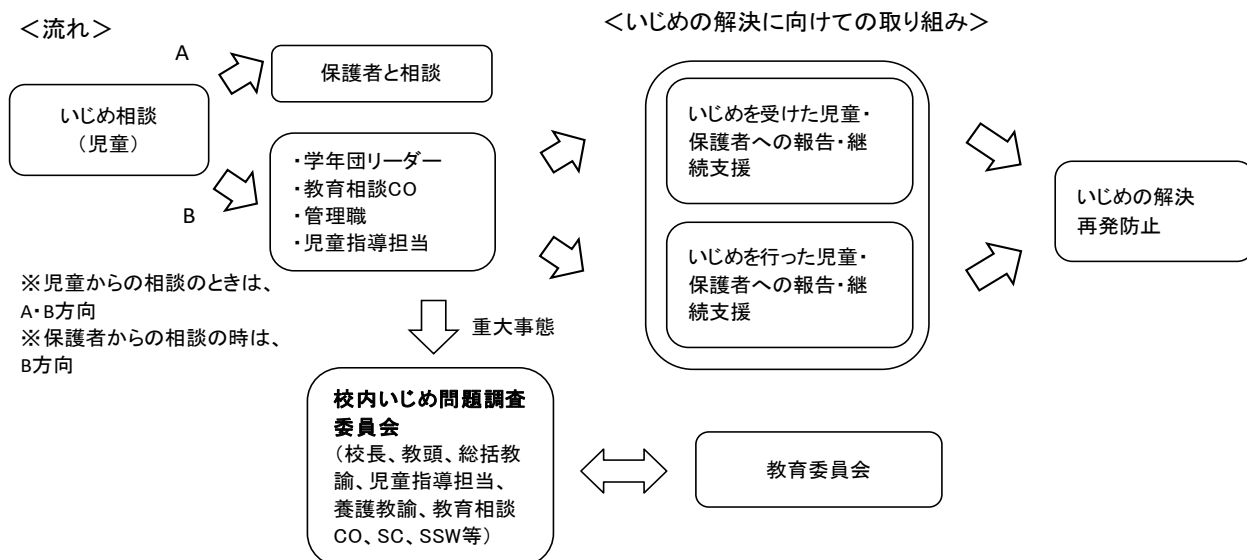 ＜流れ＞
＜いじめの解決に向けての取り組み＞
A
保護者と相談
いじめ相談
（児童）
・学年団リーダー
・教育相談CO
・管理職
・児童指導担当
B
いじめを受けた児童・
保護者への報告・継
続支援
いじめを行った児童・
保護者への報告・継
続支援
いじめの解決
再発防止
※児童からの相談のときは、
A・B方向
※保護者からの相談の時は、
B方向
重大事態
校内いじめ問題調査
委員会
（校長、教頭、総括教
諭、児童指導担当、
養護教諭、教育相談
CO、SC、SSW等）
教育委員会